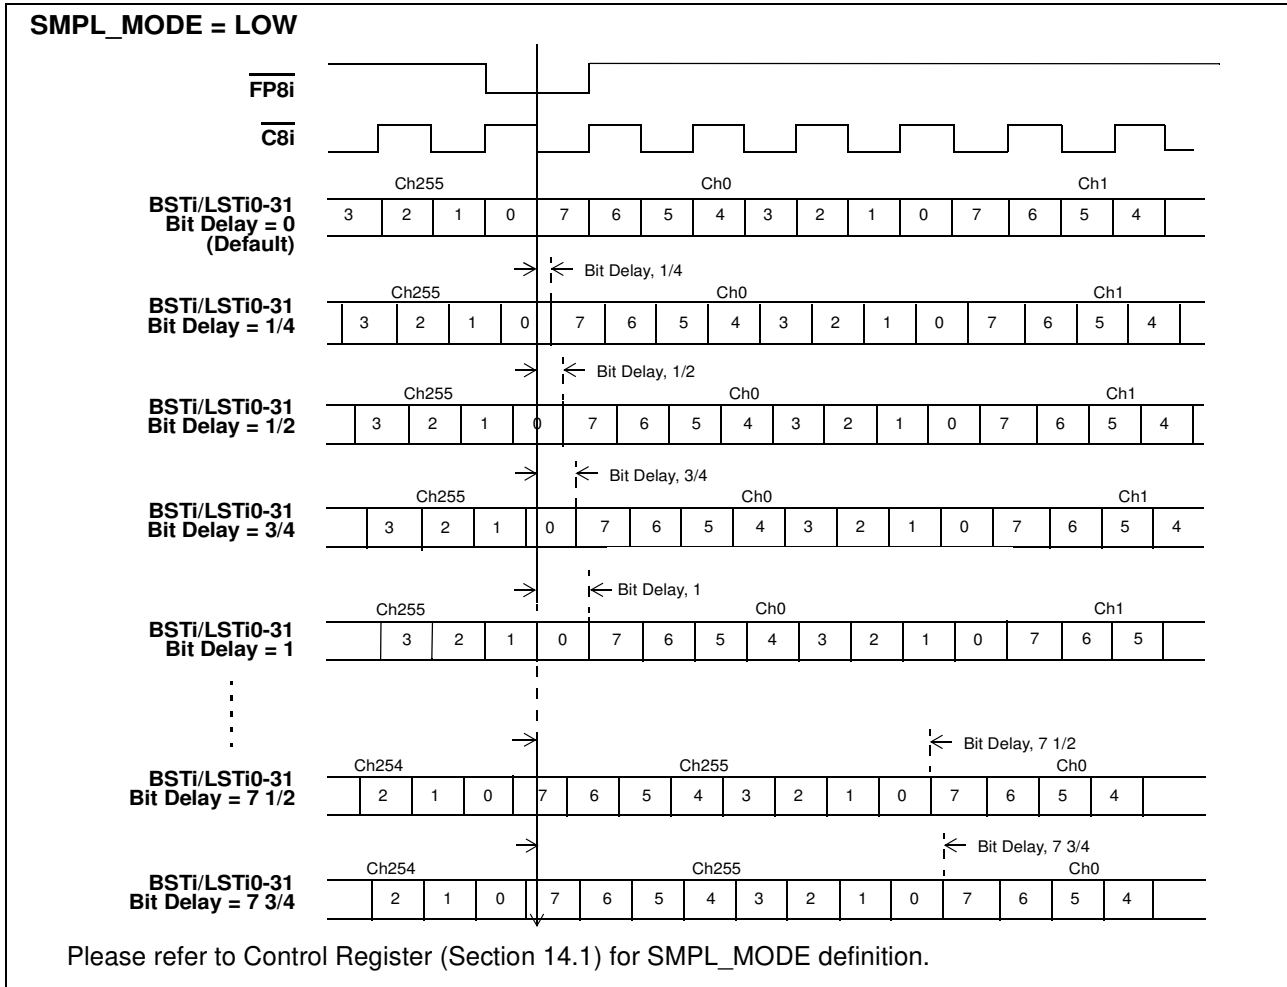 SMPL_MODE = LOW
FP8i
C8i
Ch255 Ch0 Ch1
BSTi/LSTi0-31
Bit Delay = 0
(Default)
3 2 1 0 7 6 5 4 3 2 1 0 7 6 5 4
Bit Delay, 1/4
Ch255 Ch0 Ch1
BSTi/LSTi0-31
Bit Delay = 1/4
3 2 1 0 7 6 5 4 3 2 1 0 7 6 5 4
Bit Delay, 1/2
Ch255 Ch0 Ch1
BSTi/LSTi0-31
Bit Delay = 1/2
3 2 1 0 7 6 5 4 3 2 1 0 7 6 5 4
Bit Delay, 3/4
Ch255 Ch0 Ch1
BSTi/LSTi0-31
Bit Delay = 3/4
3 2 1 0 7 6 5 4 3 2 1 0 7 6 5 4
Bit Delay, 1
Ch255 Ch0 Ch1
BSTi/LSTi0-31
Bit Delay = 1
3 2 1 0 7 6 5 4 3 2 1 0 7 6 5
Bit Delay, 7 1/2
Ch254 Ch255 Ch0
BSTi/LSTi0-31
Bit Delay = 7 1/2
2 1 0 7 6 5 4 3 2 1 0 7 6 5 4
Bit Delay, 7 3/4
Ch254 Ch255 Ch0
BSTi/LSTi0-31
Bit Delay = 7 3/4
2 1 0 7 6 5 4 3 2 1 0 7 6 5 4
Please refer to Control Register (Section 14.1) for SMPL_MODE definition.